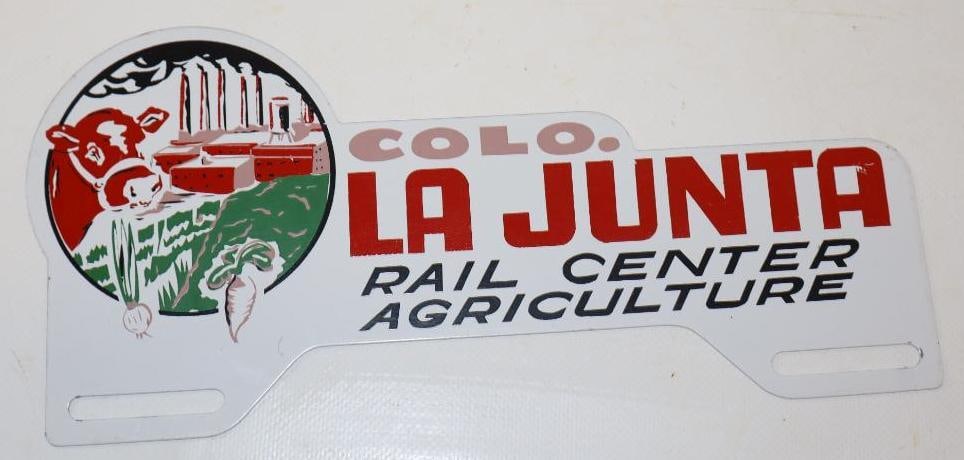 COLO.
LA JUNTA
RAIL CENTER
AGRICULTURE